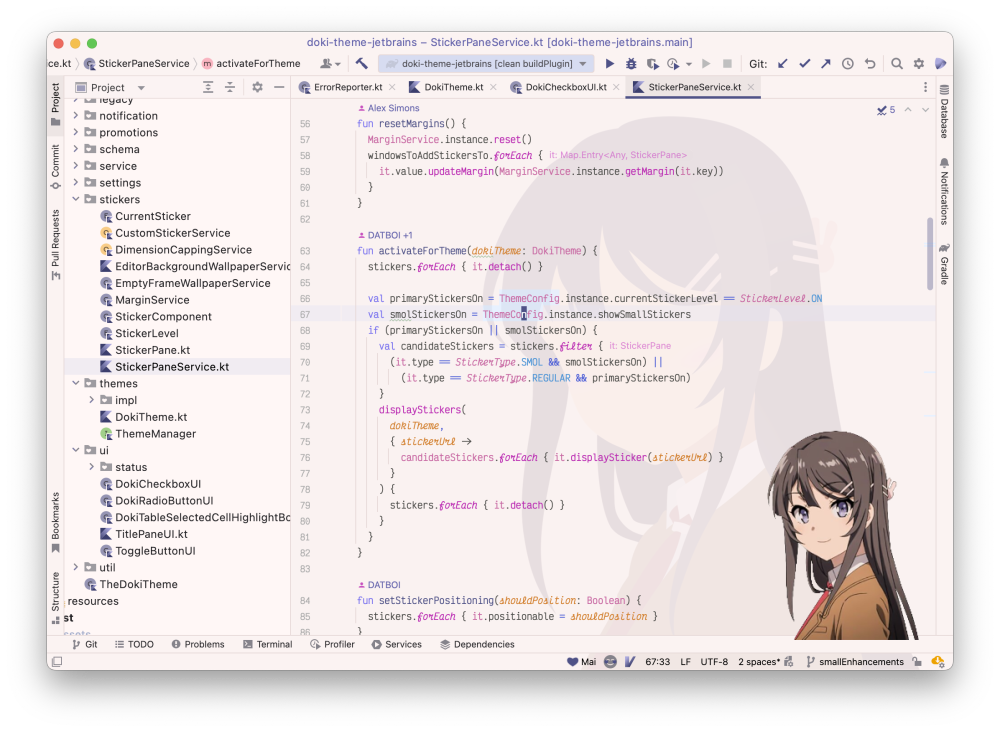 doki-theme-jetbrains – StickerPaneService.kt [doki-theme-jetbrains.main]
ce.kt StickerPaneService activateForTheme doki-theme-jetbrains [clean buildPlugin] Git:
Project ErrorReporter.kt DokiTheme.kt DokiCheckboxUI.kt StickerPaneService.kt
Project
Commit
Pull Requests
Bookmarks
Structure
legacy
notification
promotions
schema
service
settings
stickers
CurrentSticker
CustomStickerService
DimensionCappingService
EditorBackgroundWallpaperServic
EmptyFrameWallpaperService
MarginService
StickerComponent
StickerLevel
StickerPane.kt
StickerPaneService.kt
themes
impl
DokiTheme.kt
ThemeManager
ui
status
DokiCheckboxUI
DokiRadioButtonUI
DokiTableSelectedCellHighlightBo
TitlePaneUI.kt
ToggleButtonUI
util
TheDokiTheme
resources
st
Alex Simons
5
56 fun resetMargins() {
57 MarginService.instance.reset()
58 windowsToAddStickersTo.forEach { it: Map.Entry<Any, StickerPane>
59 it.value.updateMargin(MarginService.instance.getMargin(it.key))
60 }
61 }
62
DATBOI +1
63 fun activateForTheme(dokiTheme: DokiTheme) {
64 stickers.forEach { it.detach() }
65
66 val primaryStickersOn = ThemeConfig.instance.currentStickerLevel == StickerLevel.ON
67 val smolStickersOn = ThemeConfig.instance.showSmallStickers
68 if (primaryStickersOn || smolStickersOn) {
69 val candidateStickers = stickers.filter { it: StickerPane
70 (it.type == StickerType.SMOL && smolStickersOn) ||
71 (it.type == StickerType.REGULAR && primaryStickersOn)
72 }
73 displayStickers(
74 dokiTheme,
75 { stickerUrl →
76 candidateStickers.forEach { it.displaySticker(stickerUrl) }
77 }
78 ) {
79 stickers.forEach { it.detach() }
80 }
81 }
82 }
83
DATBOI
84 fun setStickerPositioning(shouldPosition: Boolean) {
85 stickers.forEach { it.positionable = shouldPosition }
86 }
Database
Notifications
Gradle
Git TODO Problems Terminal Profiler Services Dependencies
Mai 67:33 LF UTF-8 2 spaces* smallEnhancements